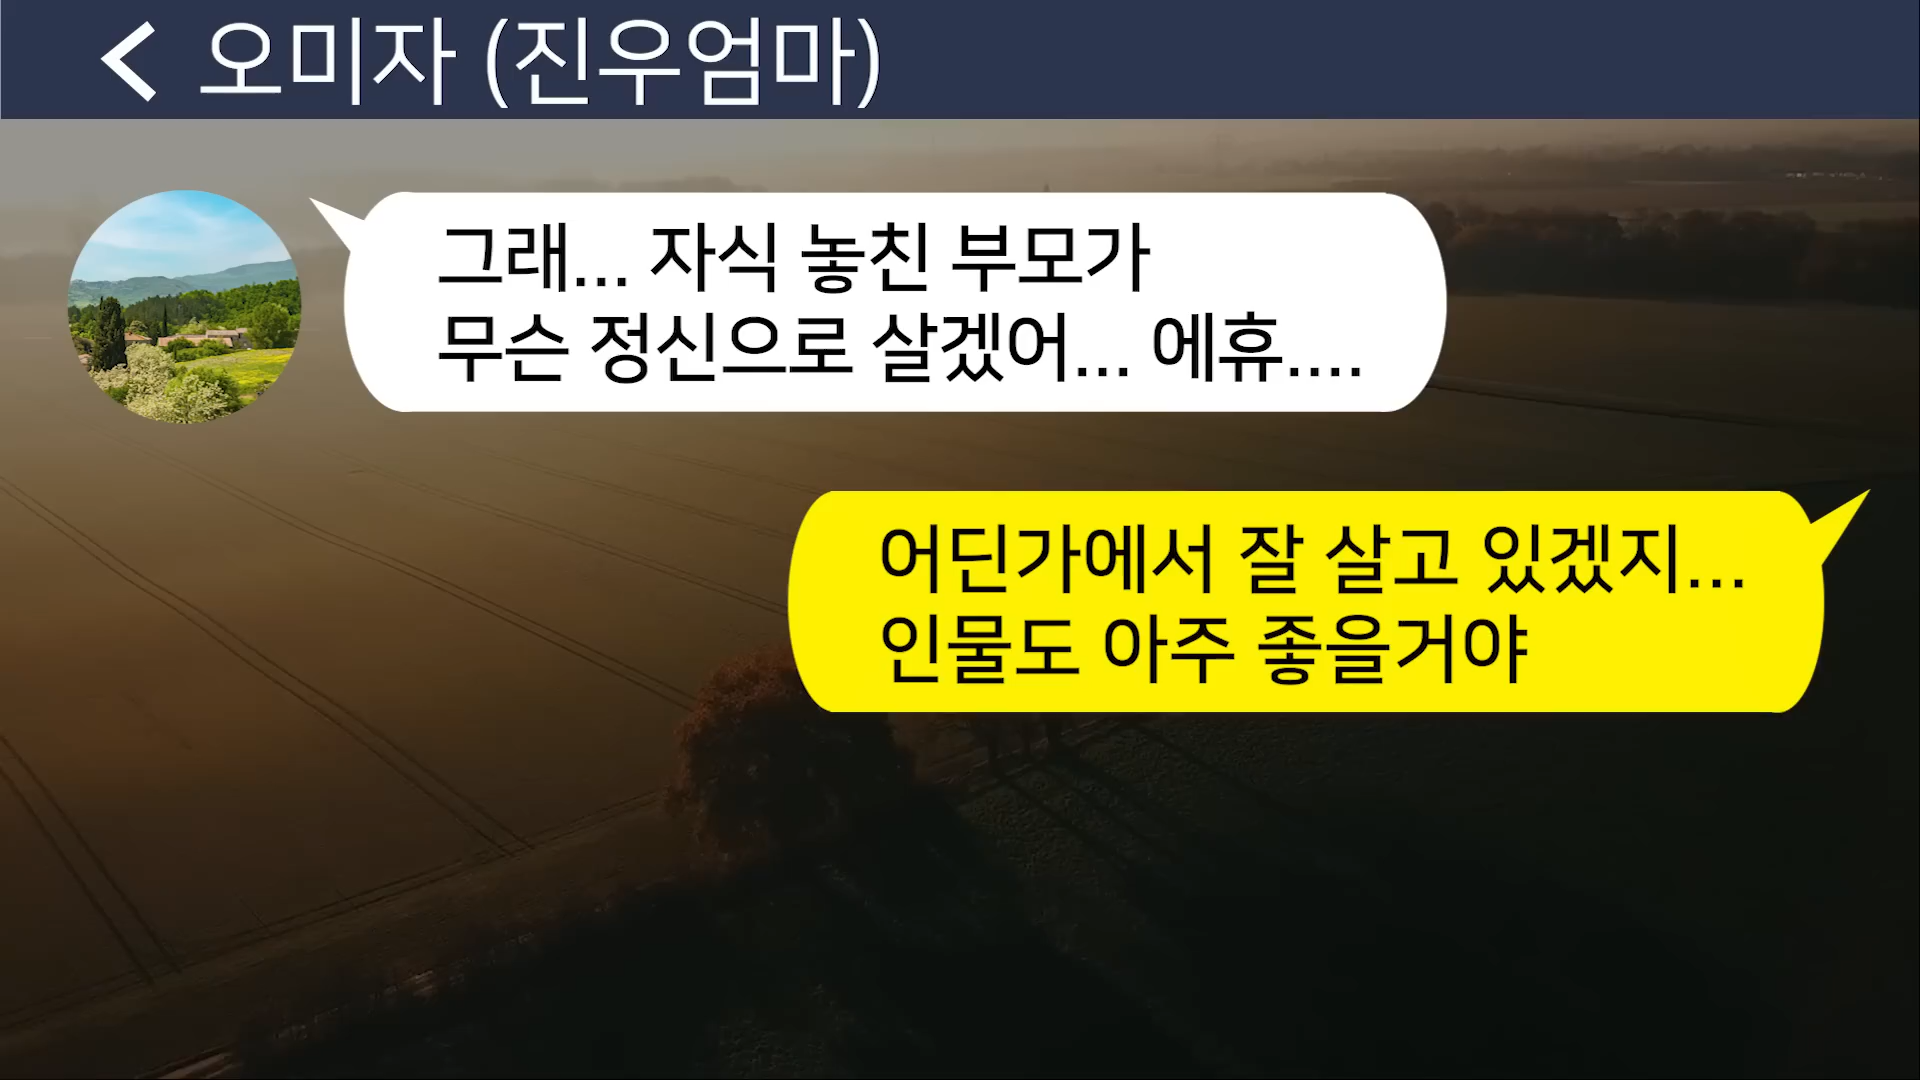 오미자 (진우엄마)
그래... 자식 놓친 부모가
무슨 정신으로 살겠어... 에휴....
어딘가에서 잘 살고 있겠지...
인물도 아주 좋을거야